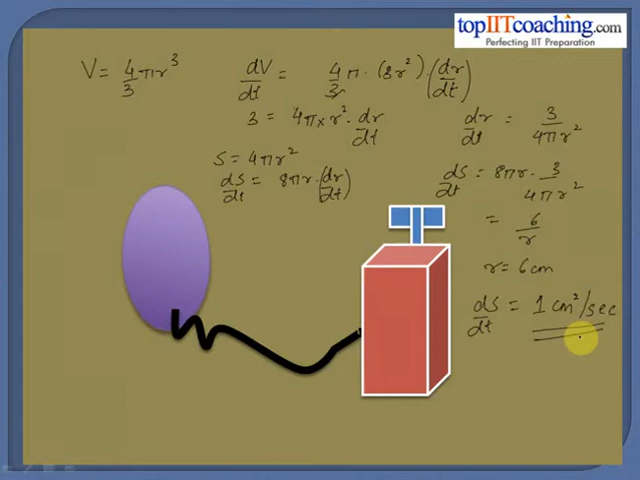 topIITcoaching.com
Perfecting IIT Preparation
V = 4/3 πr³
dV/dt = 4/3 π · (3r²) · (dr/dt)
3 = 4π × r² · dr/dt
S = 4πr²
dS/dt = 8πr · (dr/dt)
dr/dt = 3/4πr²
dS/dt = 8πr · 3/4πr²
= 6/r
r = 6 cm
dS/dt = 1 cm²/sec